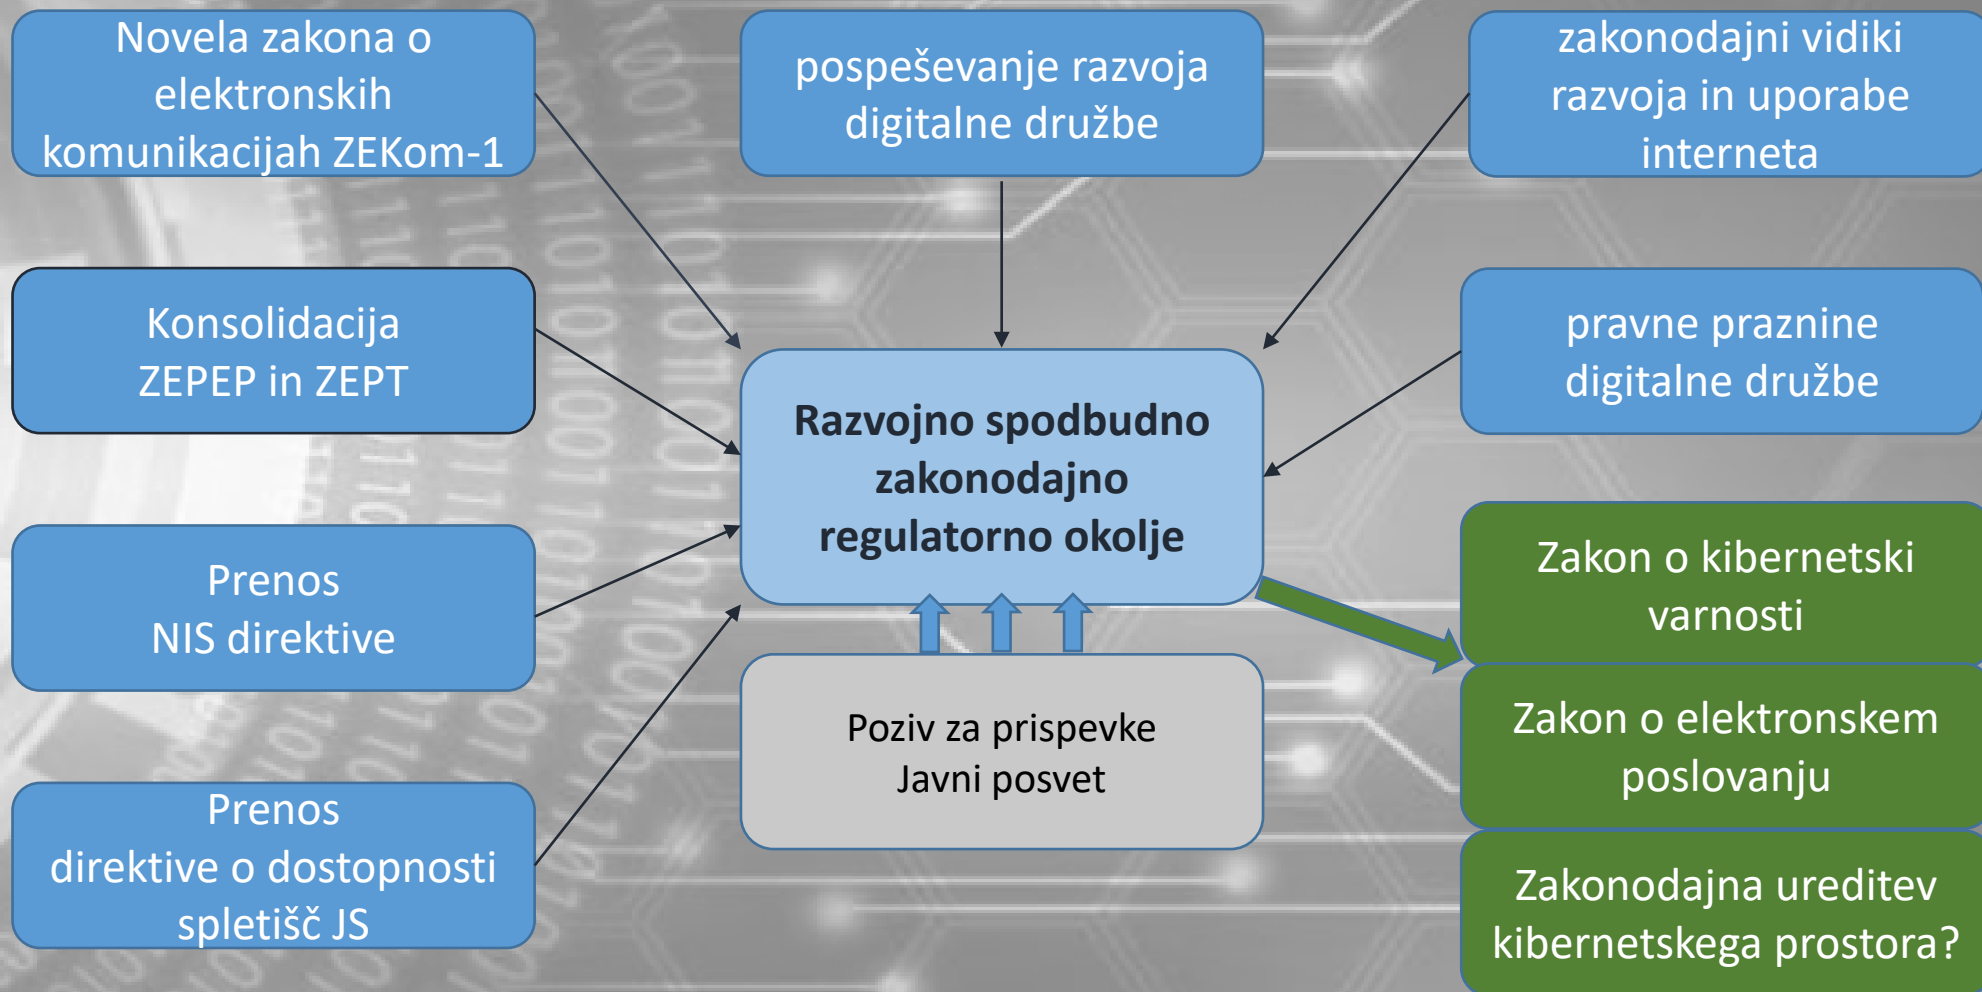 Novela zakona o
elektronskih
komunikacijah ZEKom-1
pospeševanje razvoja
digitalne družbe
zakonodajni vidiki
razvoja in uporabe
interneta
Konsolidacija
ZEPEP in ZEPT
pravne praznine
digitalne družbe
Razvojno spodbudno
zakonodajno
regulatorno okolje
Prenos
NIS direktive
Zakon o kibernetski
varnosti
Poziv za prispevke
Javni posvet
Zakon o elektronskem
poslovanju
Prenos
direktive o dostopnosti
spletišč JS
Zakonodajna ureditev
kibernetskega prostora?